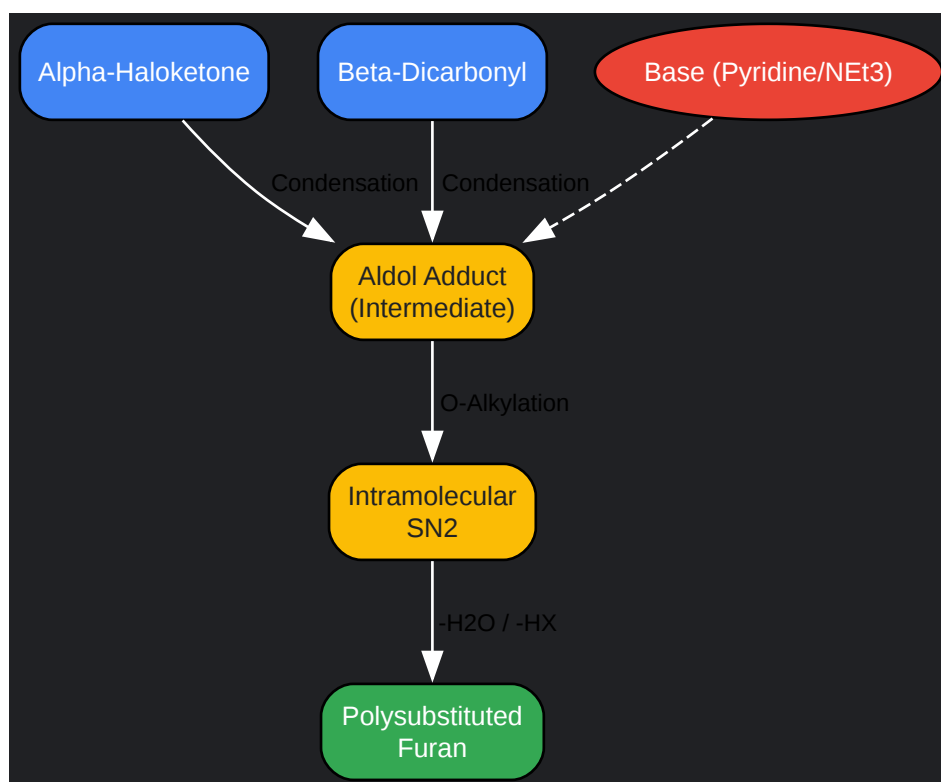 Alpha-Haloketone
Beta-Dicarbonyl
Base (Pyridine/NEt3)
Condensation
Condensation
Aldol Adduct
(Intermediate)
O-Alkylation
Intramolecular
SN2
-H2O / -HX
Polysubstituted
Furan